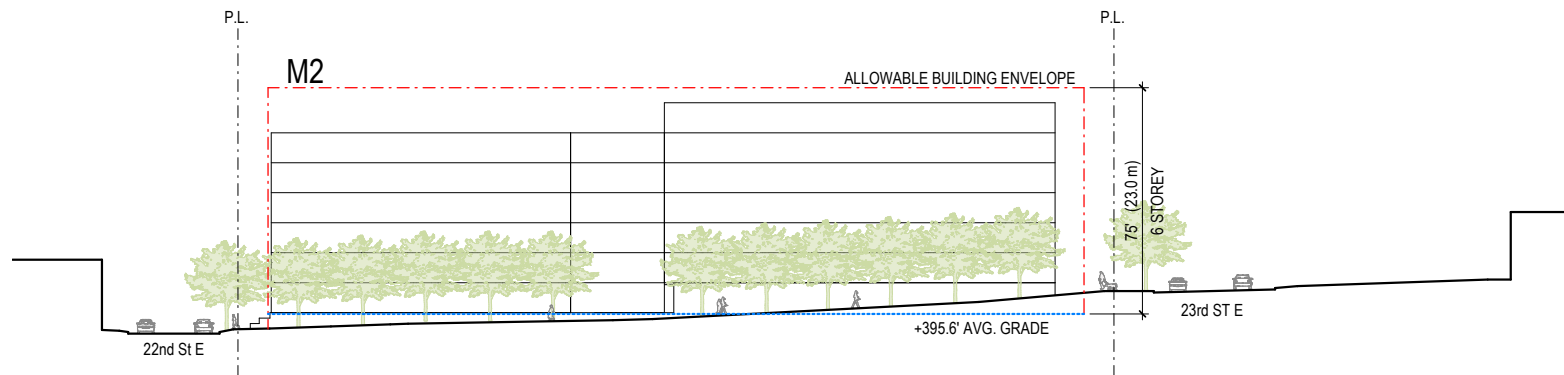 P.L.
P.L.
M2
ALLOWABLE BUILDING ENVELOPE
75' (23.0 m)
6 STOREY
+395.6' AVG. GRADE
23rd ST E
22nd St E